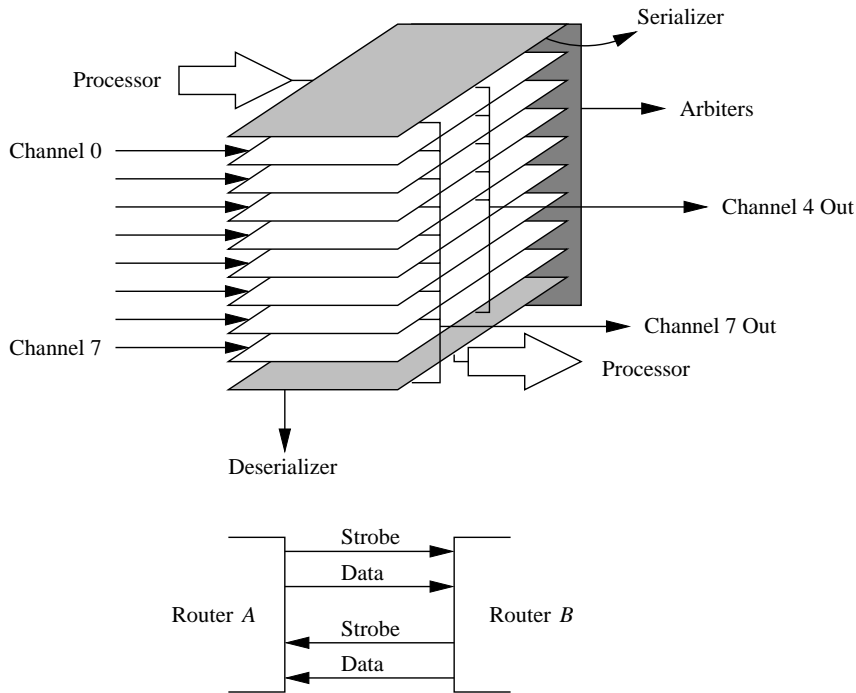 Serializer
Processor
Arbiters
Channel 0
Channel 4 Out
Channel 7 Out
Channel 7
Processor
Deserializer
Strobe
Data
Router A
Router B
Strobe
Data